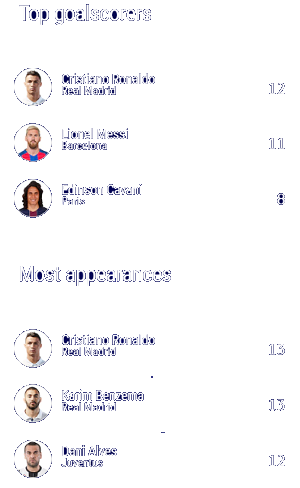 Top goalscorers
Cristiano Ronaldo
Real Madrid
12
Lionel Messi
Barcelona
11
Edinson Cavani
Paris
8
Most appearances
Cristiano Ronaldo
Real Madrid
13
Karim Benzema
Real Madrid
13
Dani Alves
Juventus
12